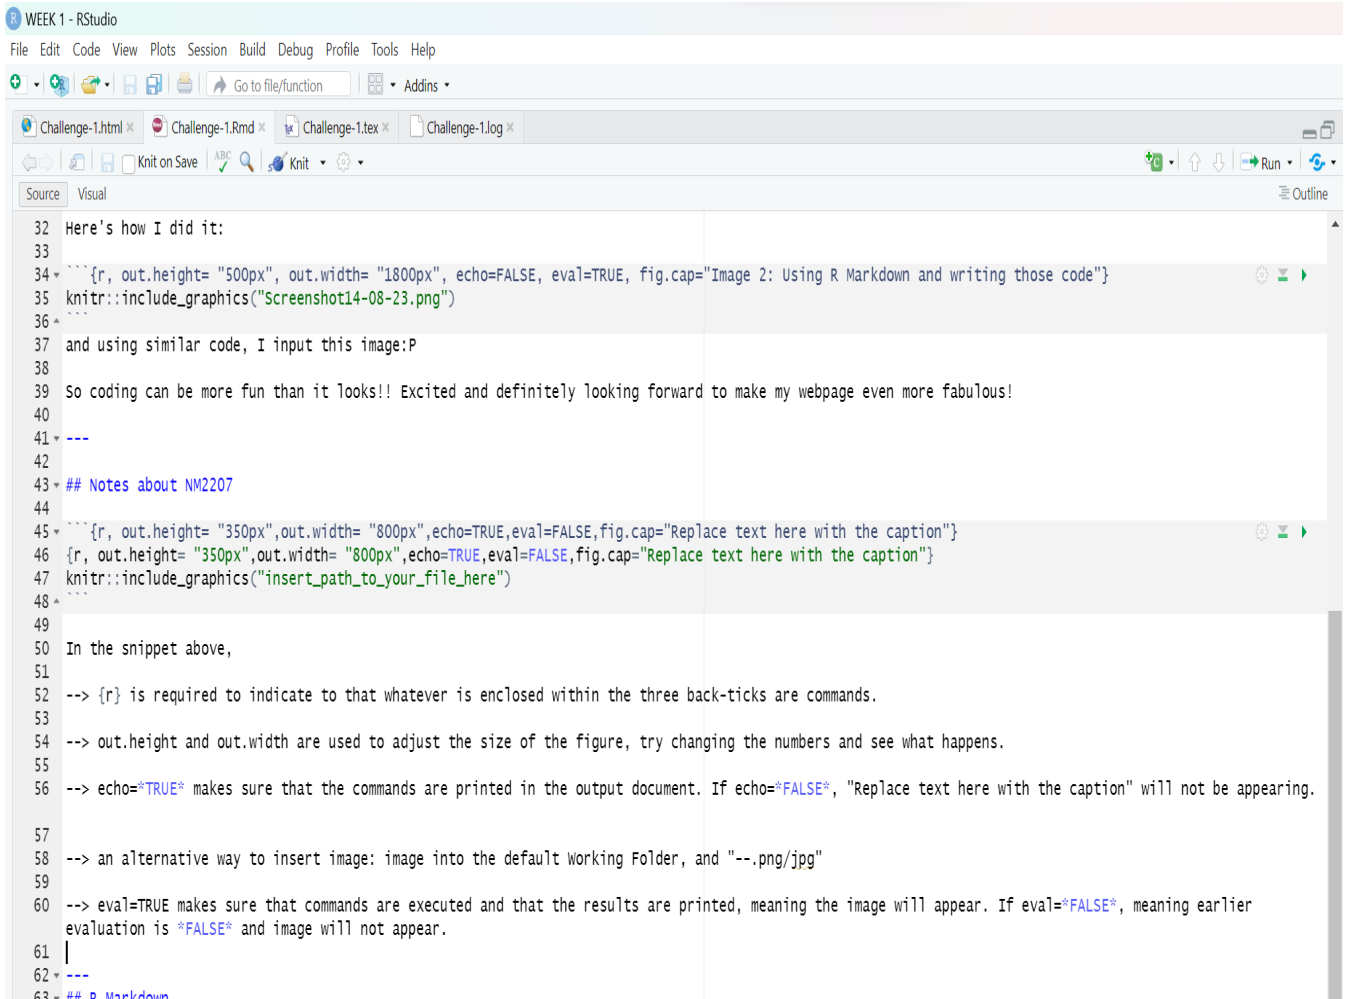 WEEK 1 - RStudio
File Edit Code View Plots Session Build Debug Profile Tools Help
Go to file/function Addins
Challenge-1.html Challenge-1.Rmd Challenge-1.tex Challenge-1.log
Knit on Save ABC Knit Run
Source Visual Outline
32 Here's how I did it:
33
34 ```{r, out.height= "500px", out.width= "1800px", echo=FALSE, eval=TRUE, fig.cap="Image 2: Using R Markdown and writing those code"}
35 knitr::include_graphics("Screenshot14-08-23.png")
36 ```
37 and using similar code, I input this image:P
38
39 So coding can be more fun than it looks!! Excited and definitely looking forward to make my webpage even more fabulous!
40
41 ---
42
43 ## Notes about NM2207
44
45 ```{r, out.height= "350px",out.width= "800px",echo=TRUE,eval=FALSE,fig.cap="Replace text here with the caption"}
46 {r, out.height= "350px",out.width= "800px",echo=TRUE,eval=FALSE,fig.cap="Replace text here with the caption"}
47 knitr::include_graphics("insert_path_to_your_file_here")
48 ```
49
50 In the snippet above,
51
52 --> {r} is required to indicate to that whatever is enclosed within the three back-ticks are commands.
53
54 --> out.height and out.width are used to adjust the size of the figure, try changing the numbers and see what happens.
55
56 --> echo=*TRUE* makes sure that the commands are printed in the output document. If echo=*FALSE*, "Replace text here with the caption" will not be appearing.
57
58 --> an alternative way to insert image: image into the default Working Folder, and "--.png/jpg"
59
60 --> eval=TRUE makes sure that commands are executed and that the results are printed, meaning the image will appear. If eval=*FALSE*, meaning earlier
evaluation is *FALSE* and image will not appear.
61
62 ---
63 ## R Markdown